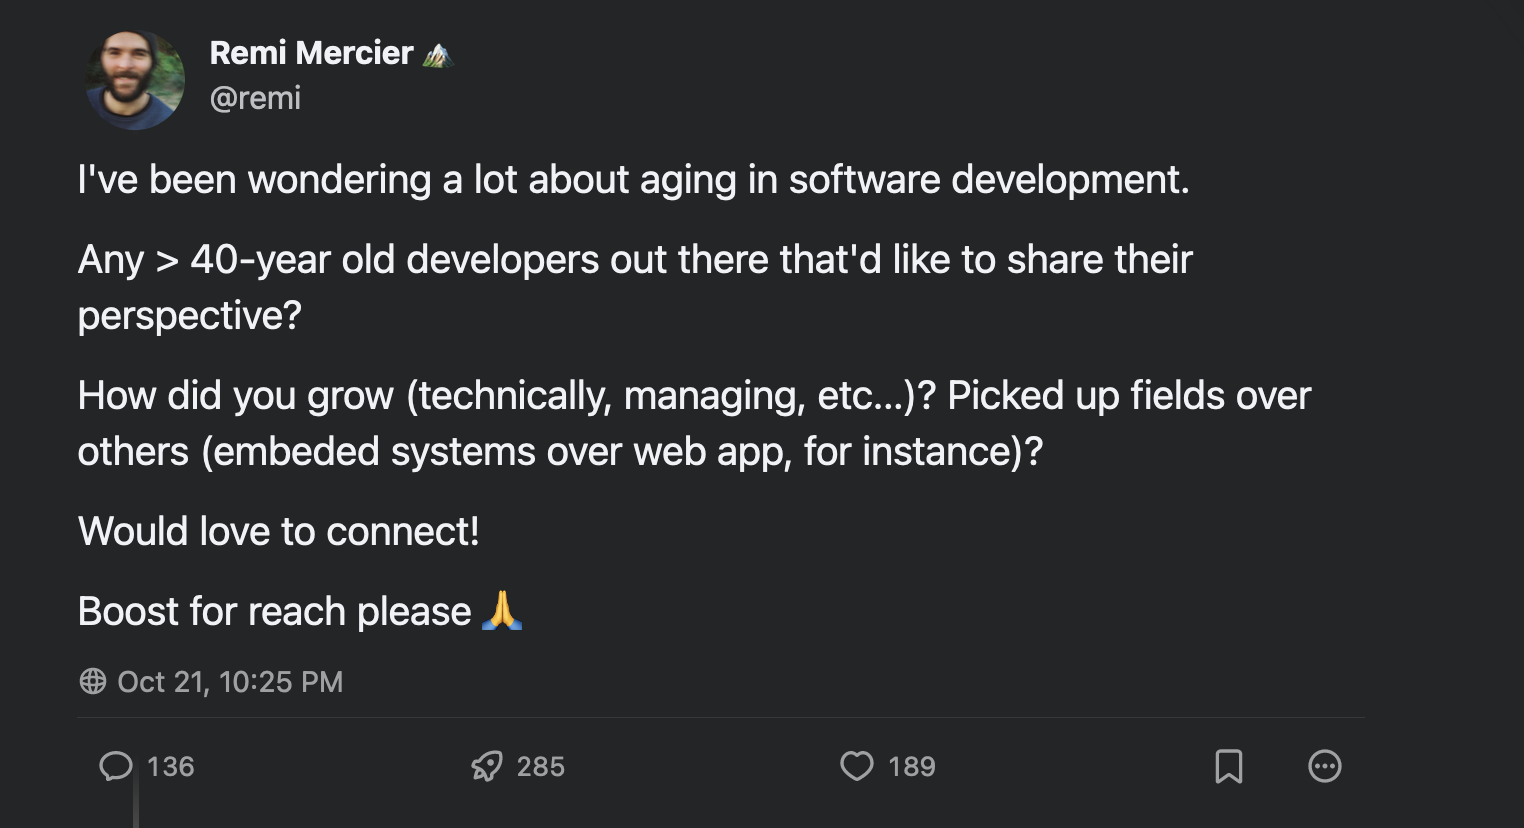 Remi Mercier 🏔️
@remi
I've been wondering a lot about aging in software development.
Any > 40-year old developers out there that'd like to share their
perspective?
How did you grow (technically, managing, etc...)? Picked up fields over
others (embeded systems over web app, for instance)?
Would love to connect!
Boost for reach please 🙏
Oct 21, 10:25 PM
136 285 189